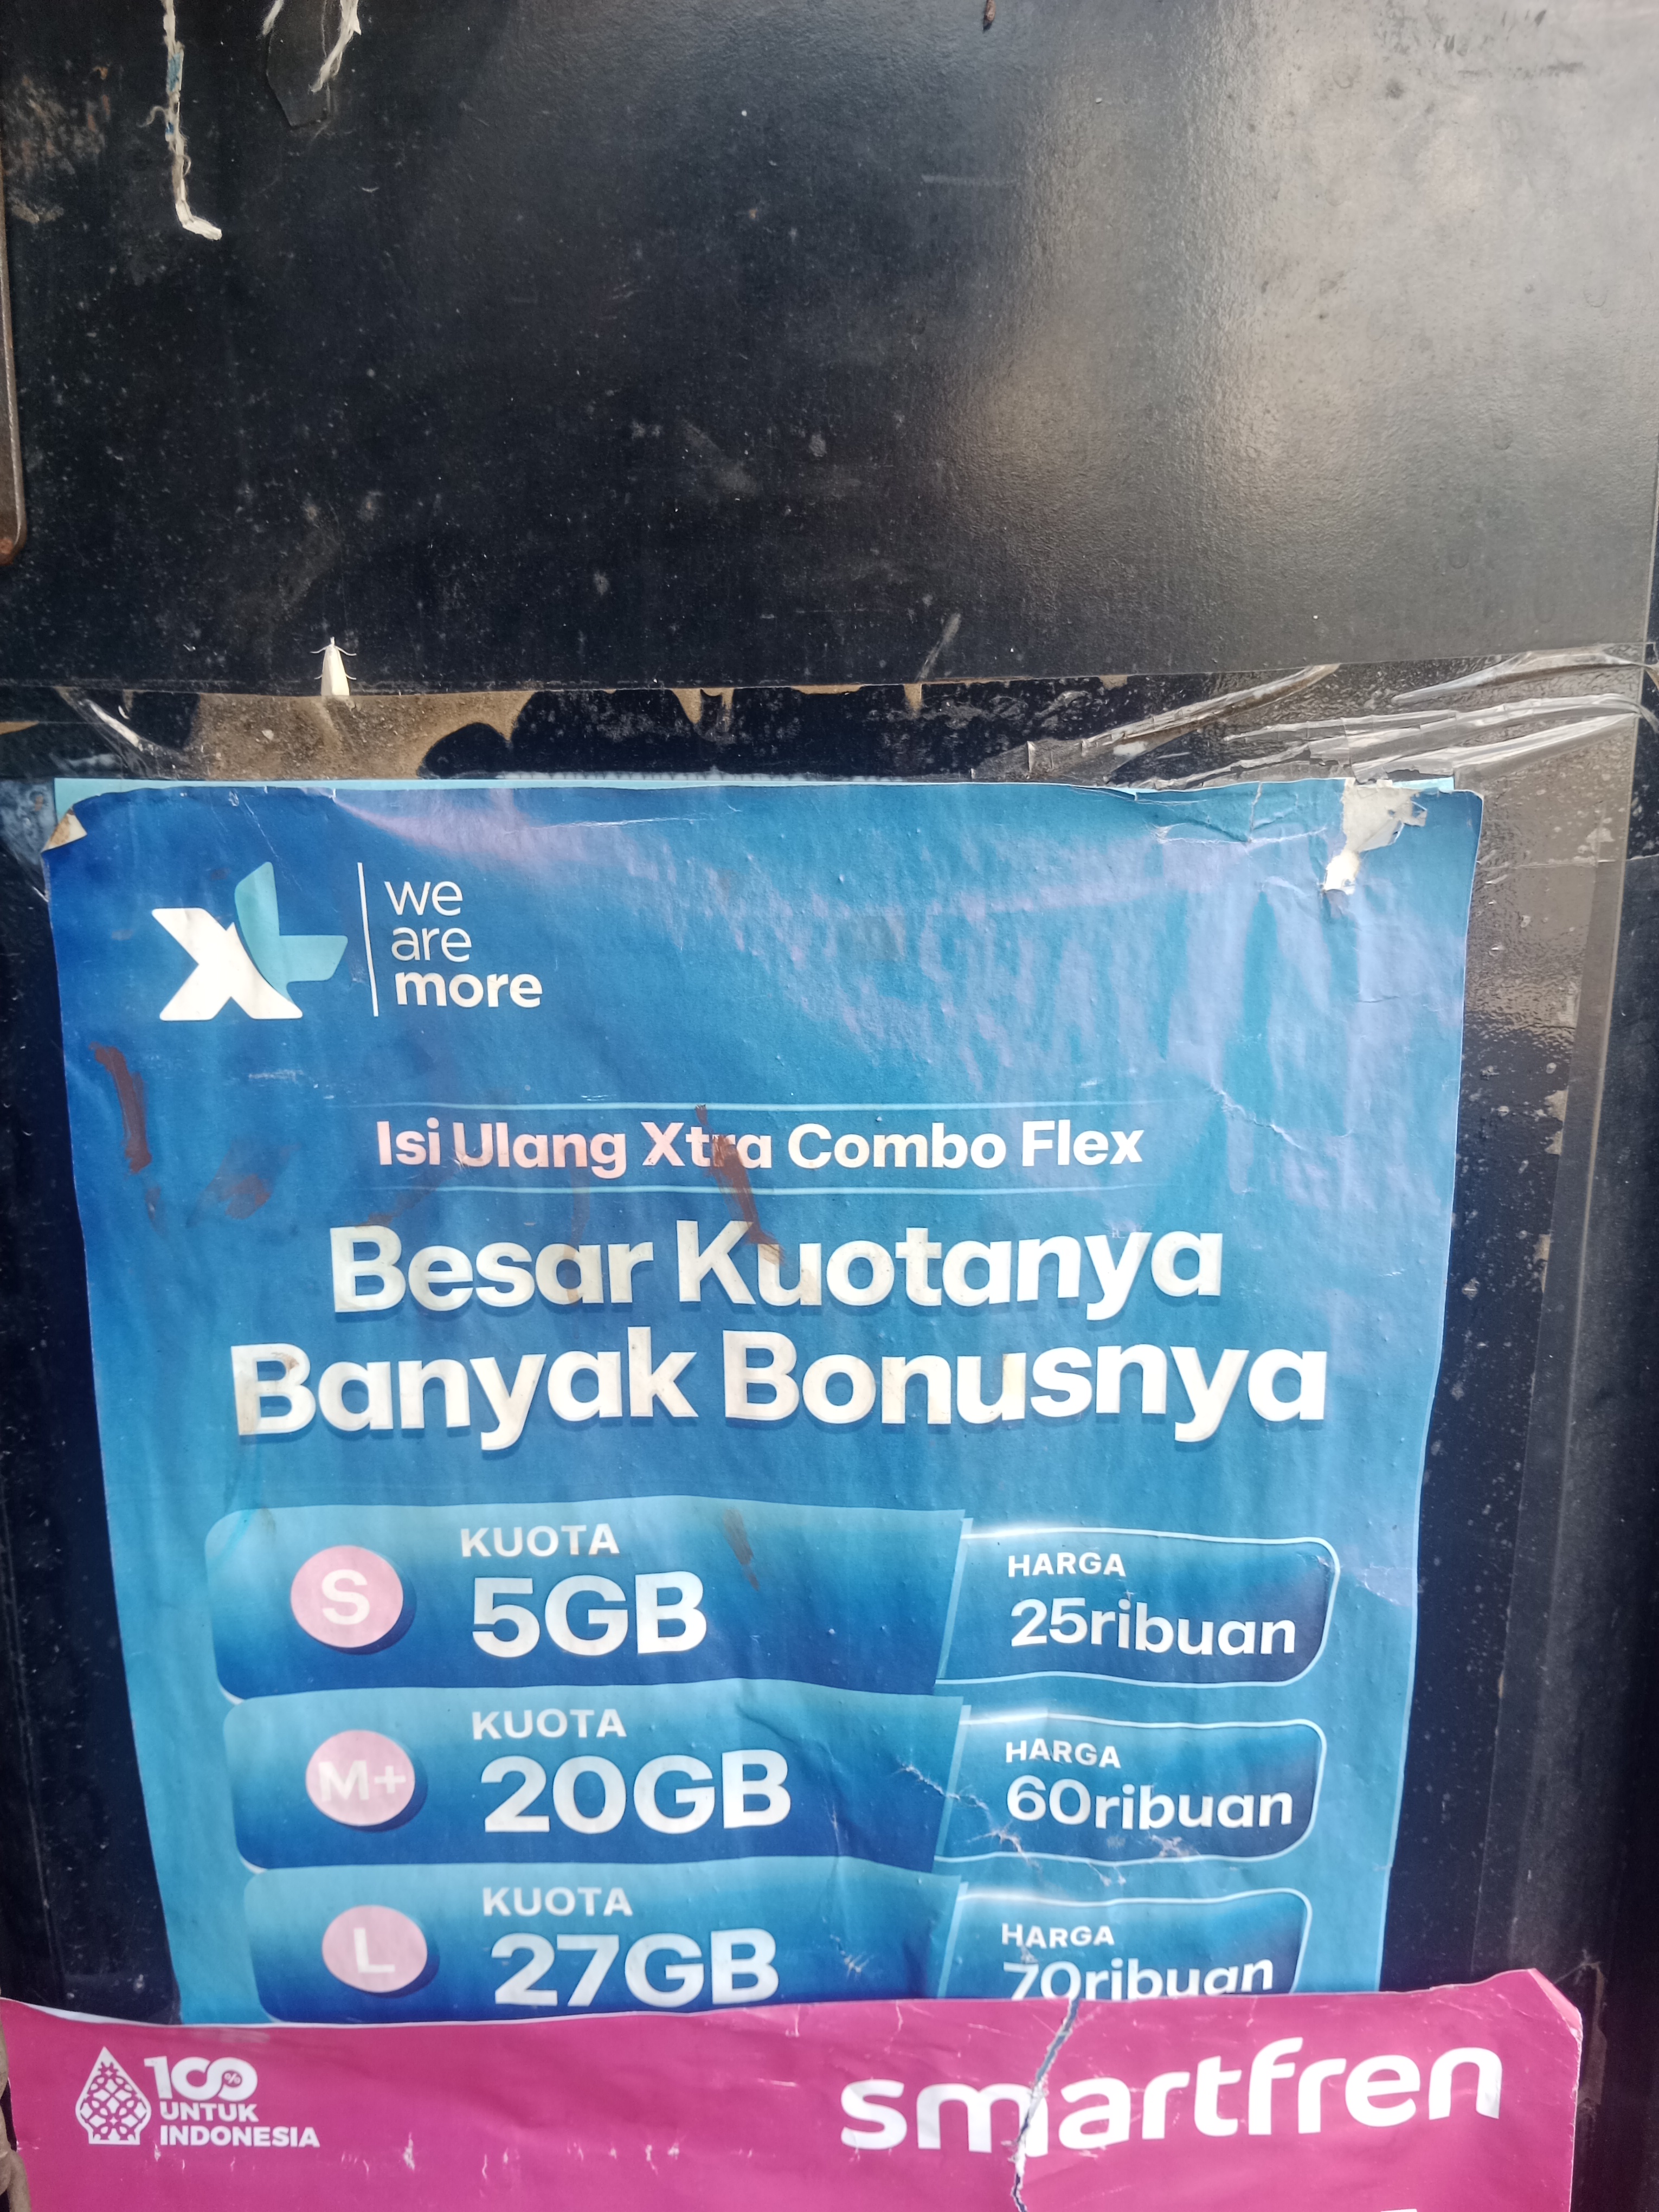 XL
we
are
more
Isi Ulang Xtra Combo Flex
Besar Kuotanya
Banyak Bonusnya
S
KUOTA
5GB
HARGA
25ribuan
M+
KUOTA
20GB
HARGA
60ribuan
L
KUOTA
27GB
HARGA
70ribuan
100%
UNTUK
INDONESIA
smartfren